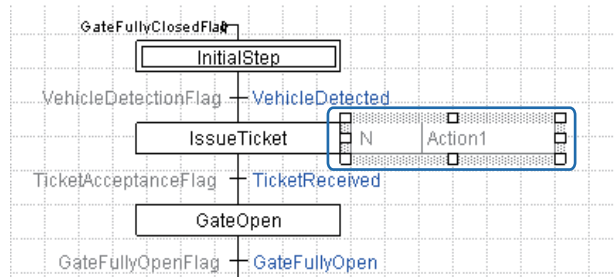 GateFullyClosedFlag
InitialStep
VehicleDetectionFlag VehicleDetected
IssueTicket N Action1
TicketAcceptanceFlag TicketReceived
GateOpen
GateFullyOpenFlag GateFullyOpen